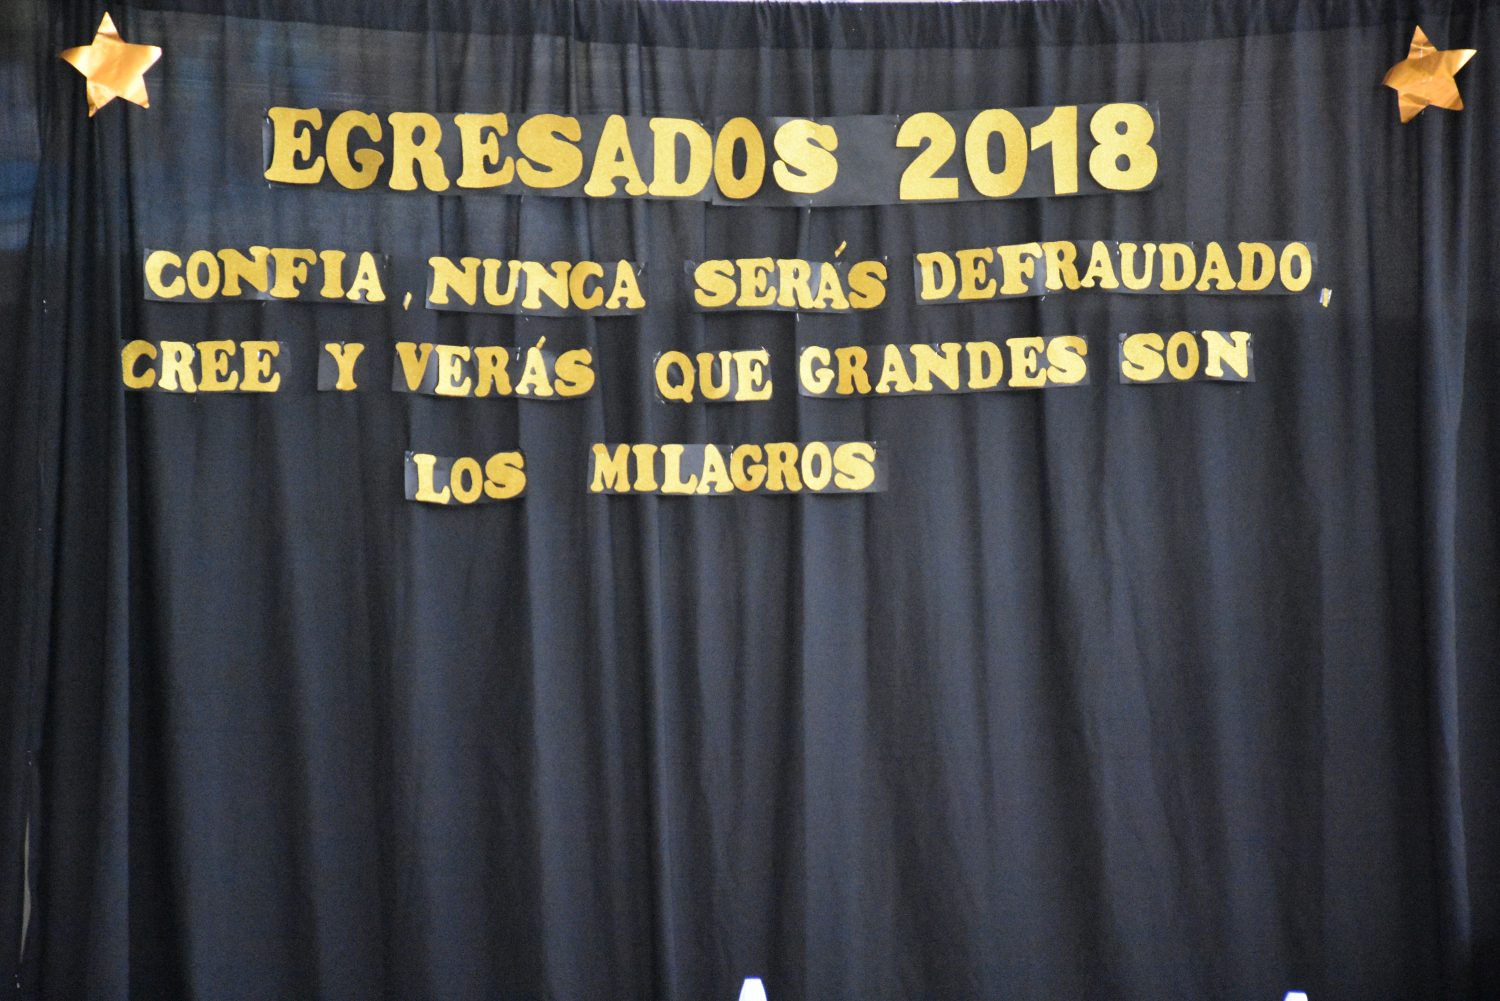 EGRESADOS 2018
CONFIA, NUNCA SERÁS DEFRAUDADO,
CREE Y VERÁS QUE GRANDES SON
LOS MILAGROS